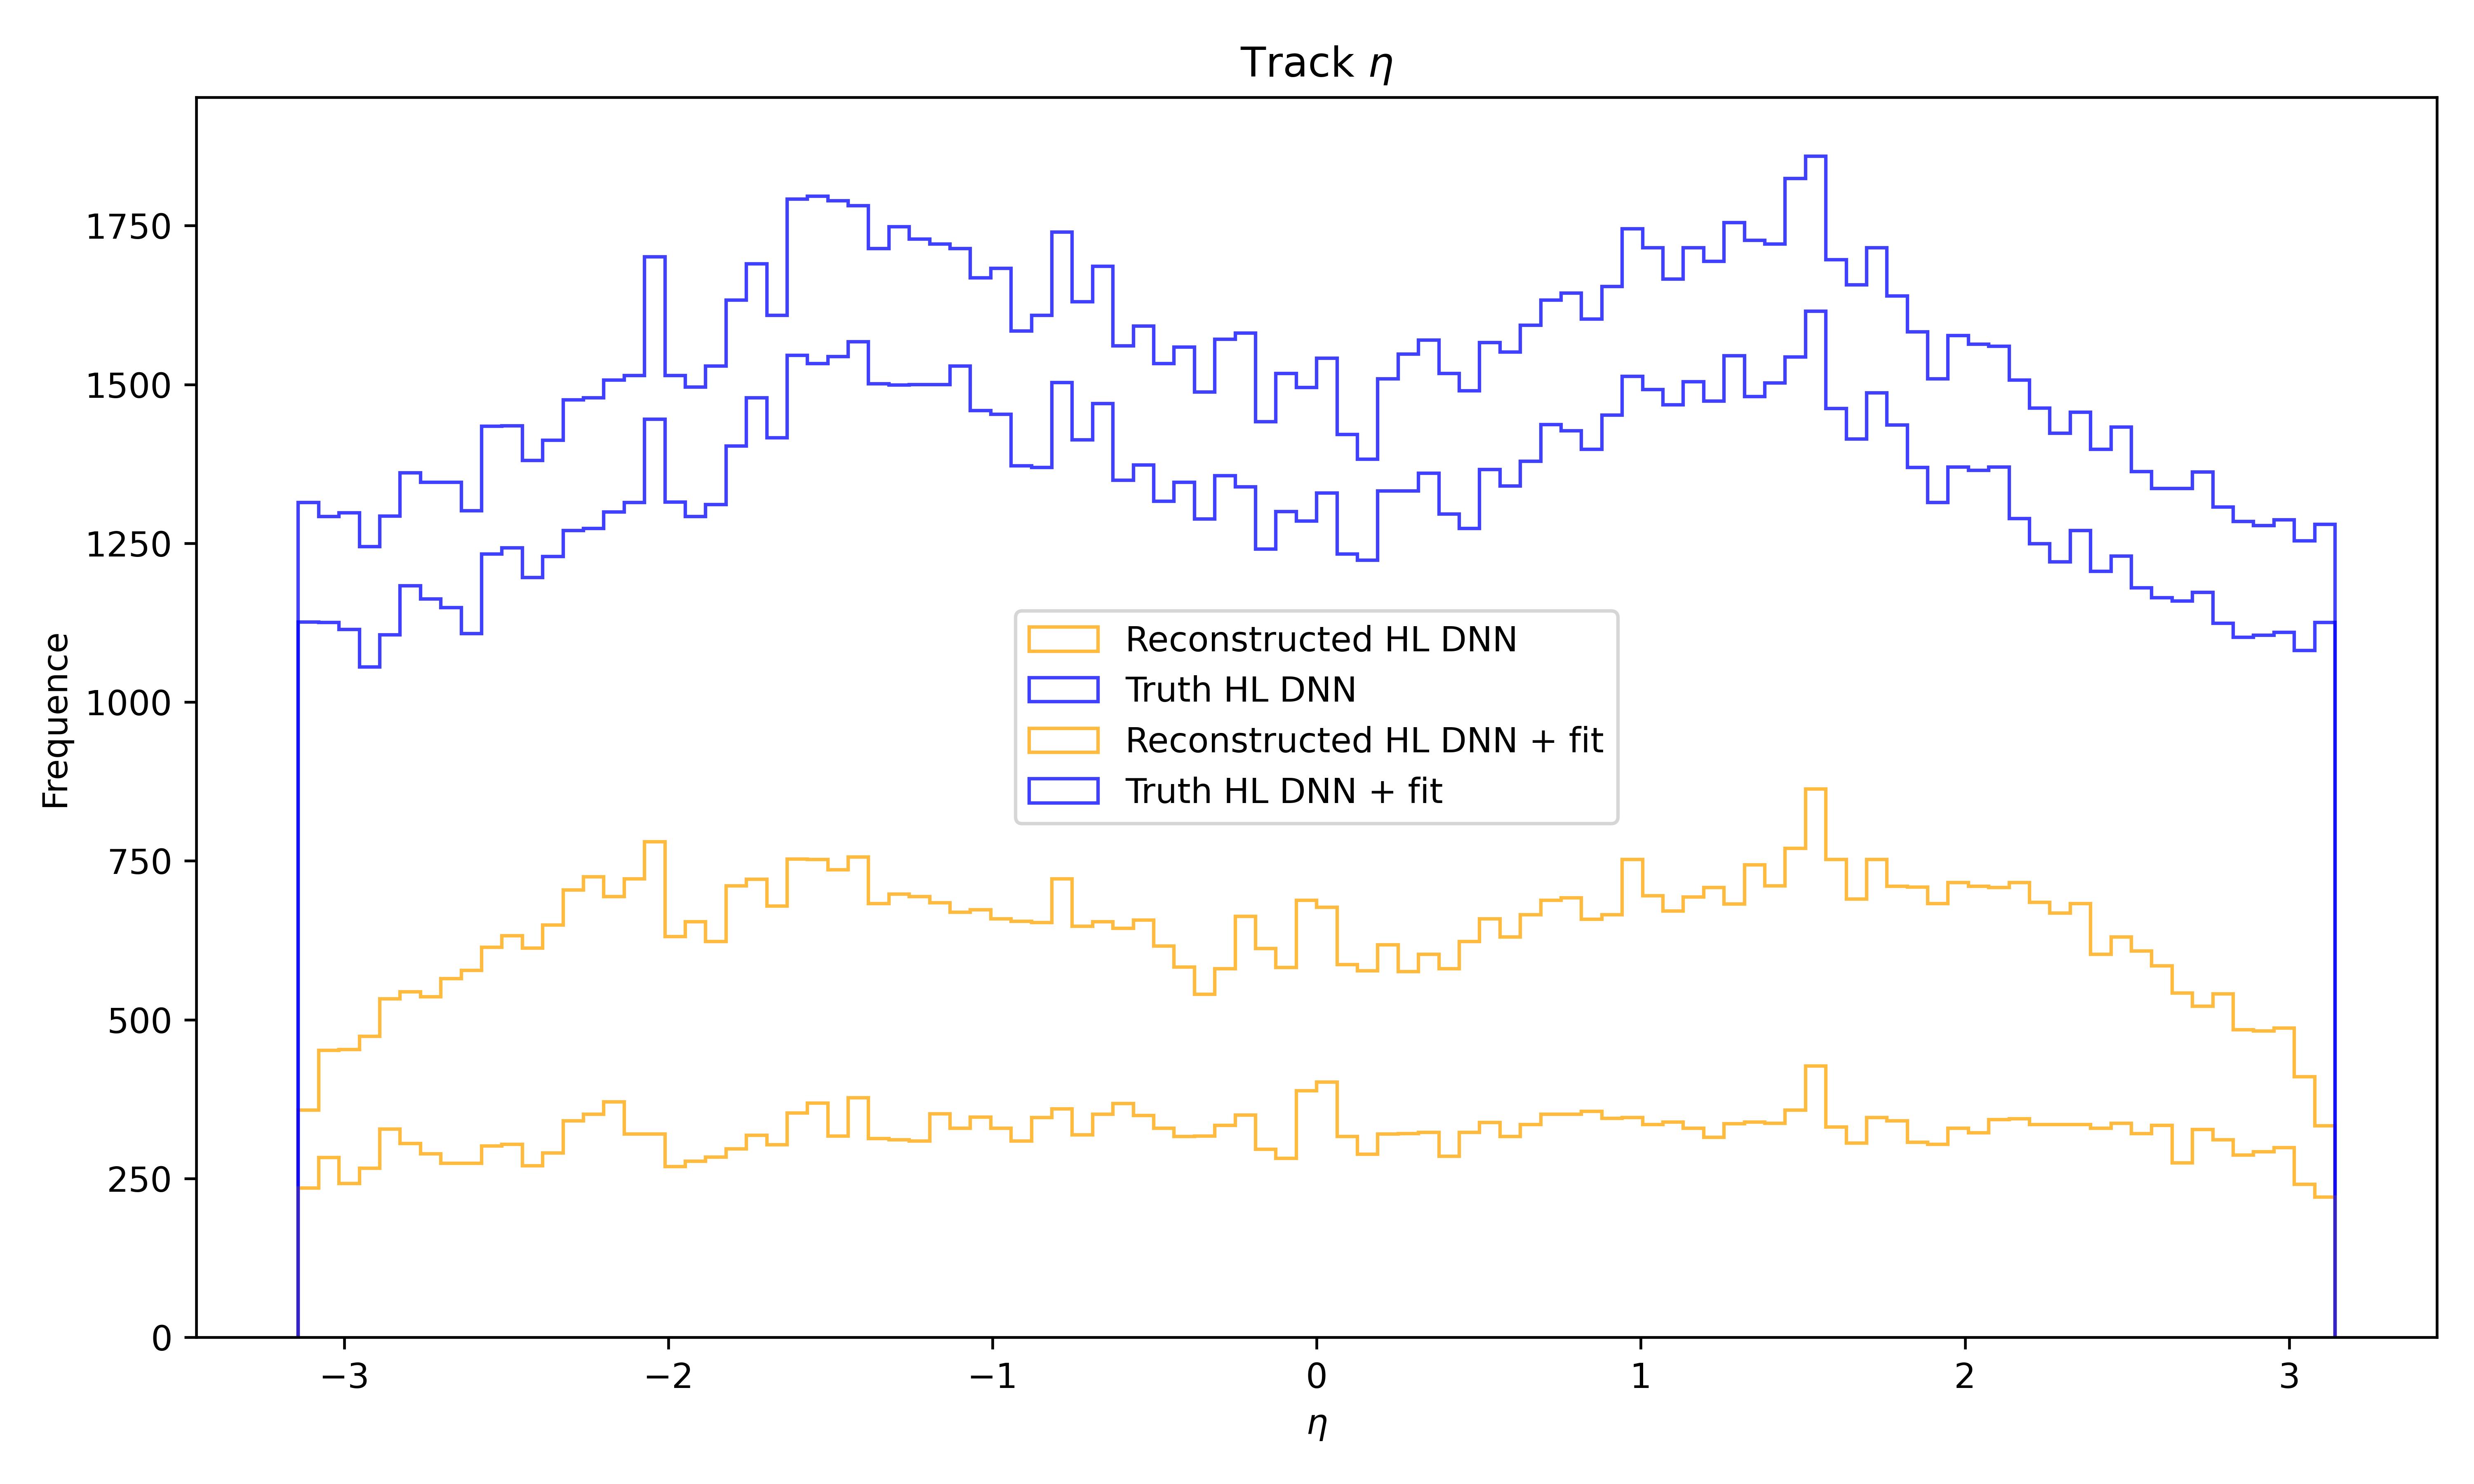 Track η
Frequence
1750
1500
1250
1000
750
500
250
0
Reconstructed HL DNN
Truth HL DNN
Reconstructed HL DNN + fit
Truth HL DNN + fit
−3 −2 −1 0 1 2 3
η